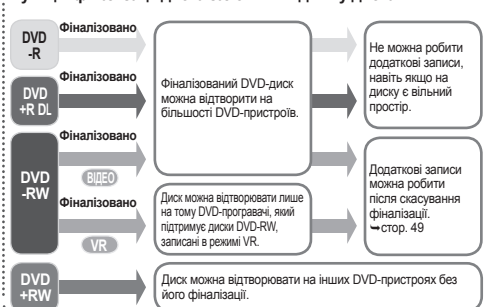 DVD
-R
Фіналізовано
DVD
+R DL
Фіналізовано
Фіналізований DVD-диск
можна відтворити на
більшості DVD-пристроїв.
Не можна робити
додаткові записи,
навіть якщо на
диску є вільний
простір.
DVD
-RW
Фіналізовано
ВІДЕО
Фіналізовано
VR
Диск можна відтворювати лише
на тому DVD-програвачі, який
підтримує диски DVD-RW,
записані в режимі VR.
Додаткові записи
можна робити
після скасування
фіналізації.
➥стор. 49
DVD
+RW
Диск можна відтворювати на інших DVD-пристроях без
його фіналізації.